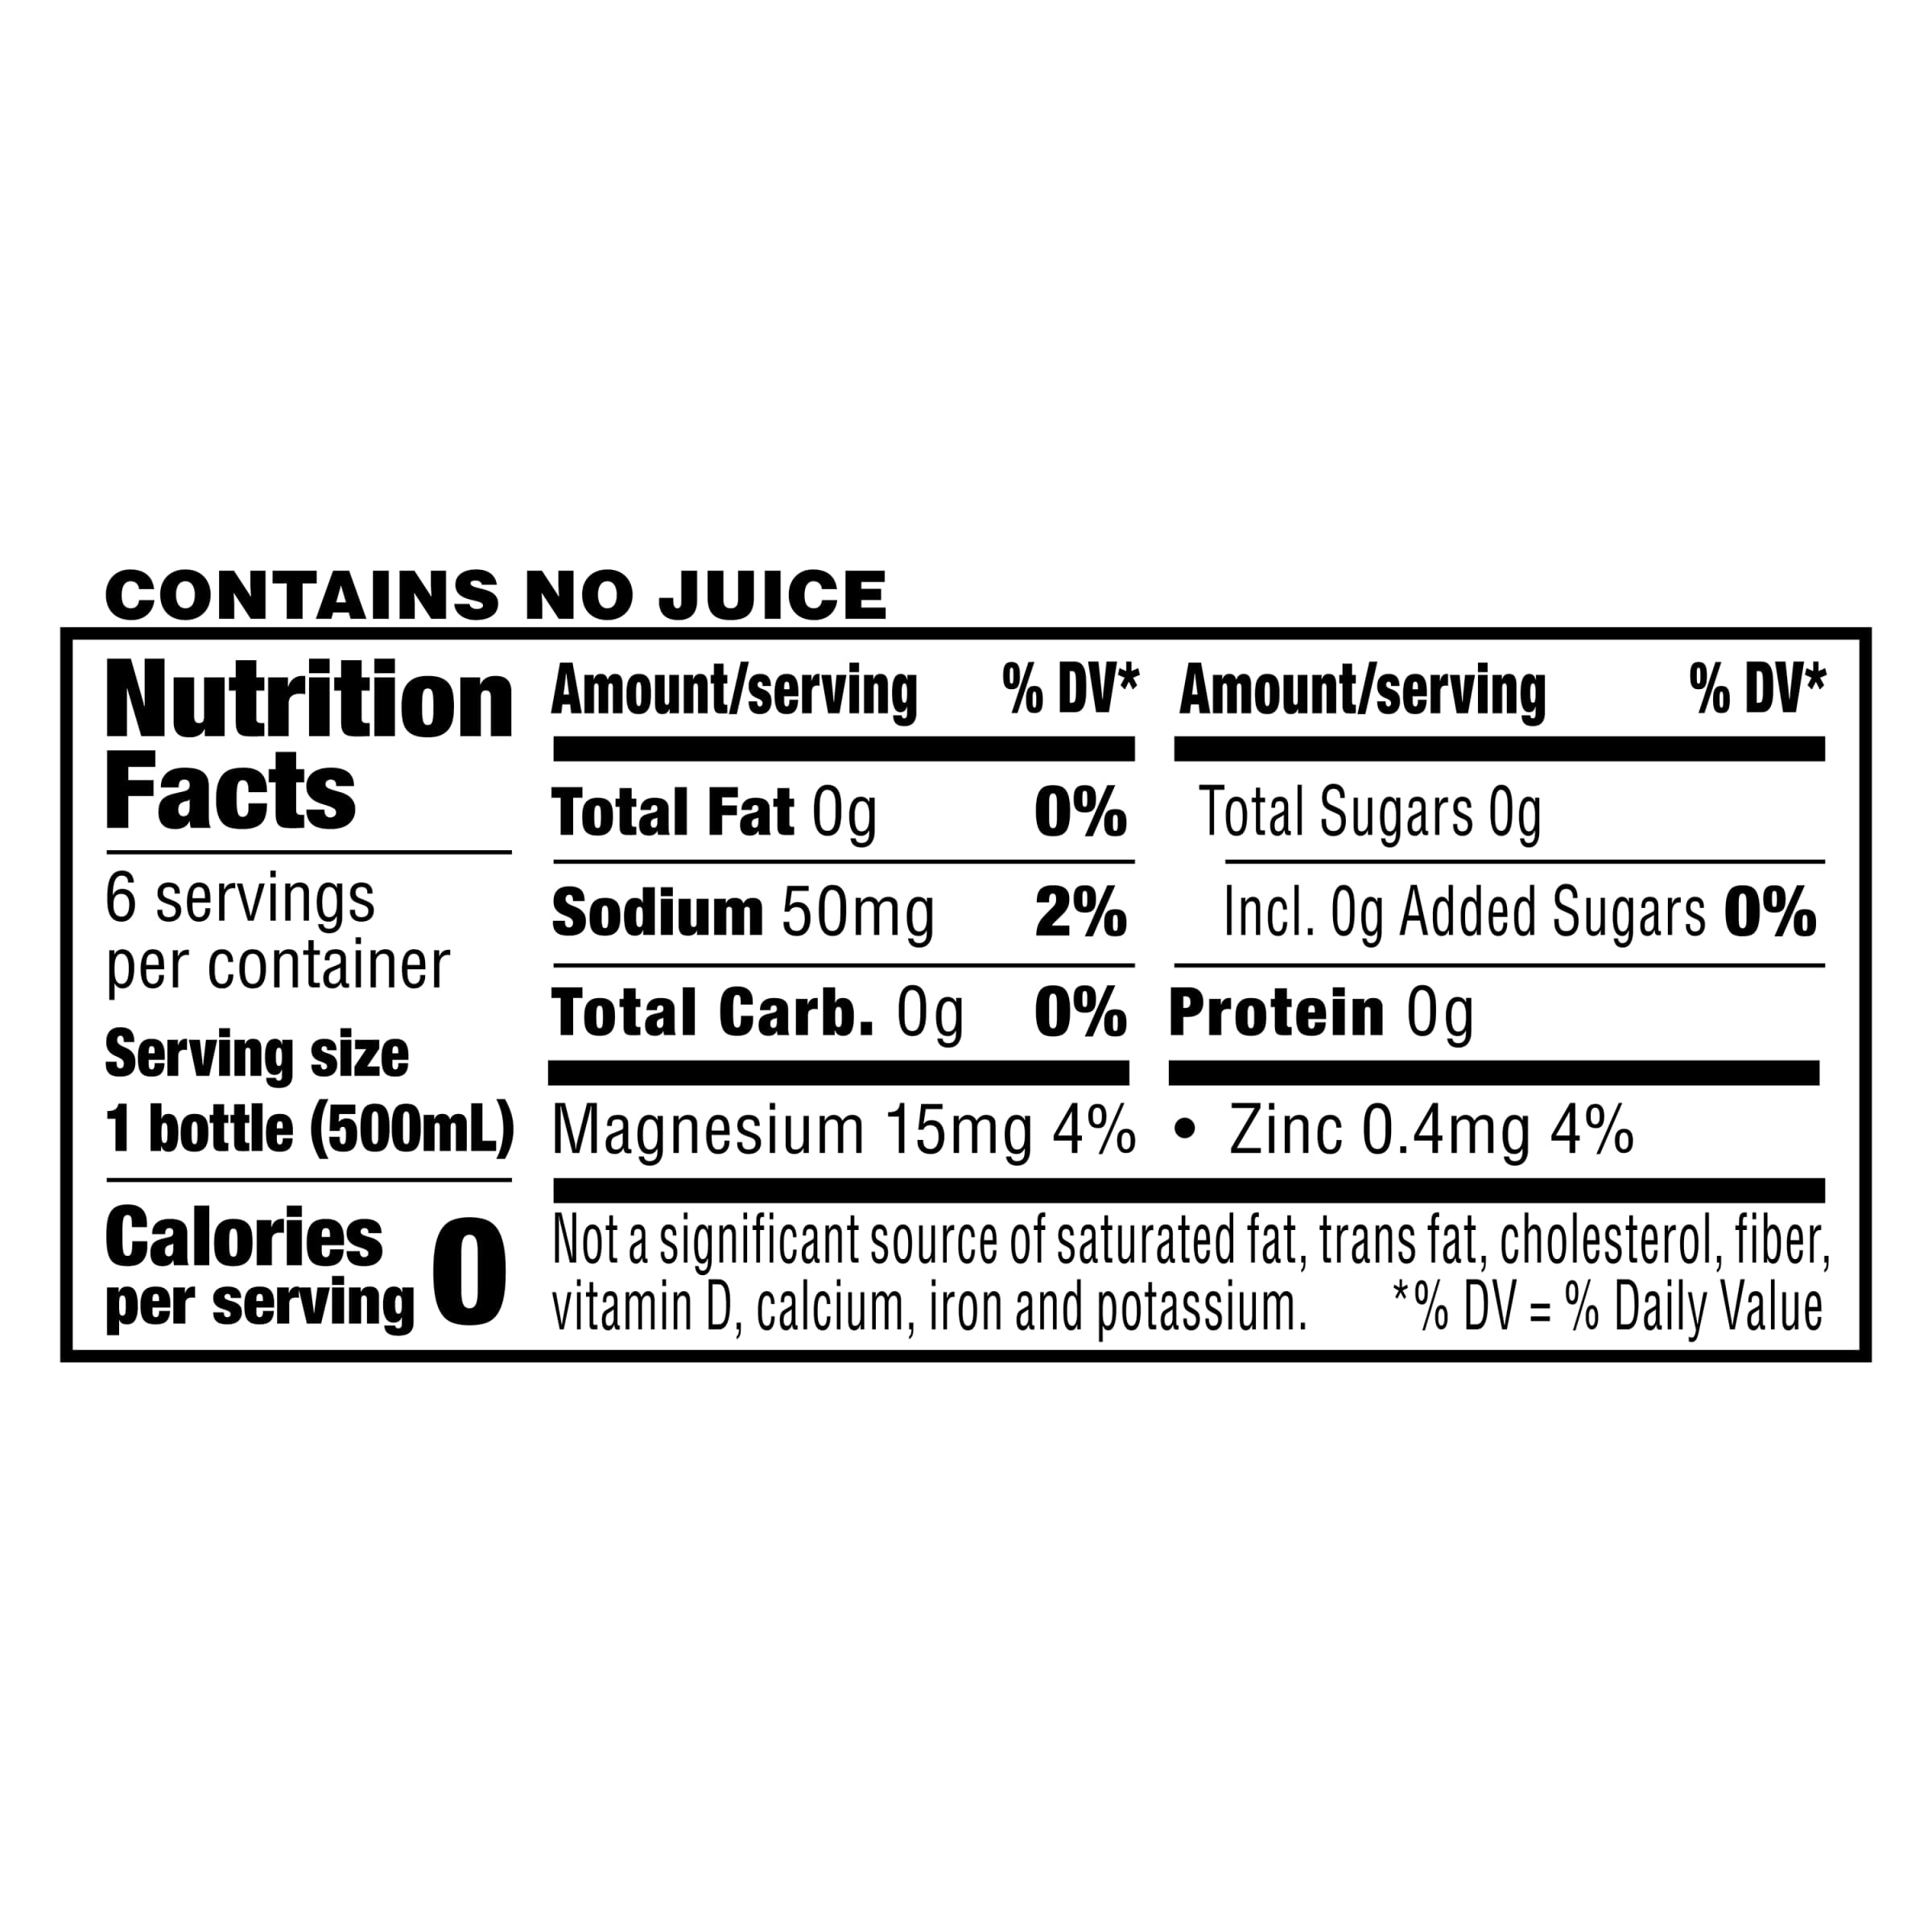 CONTAINS NO JUICE
Nutrition
Facts
6 servings
per container
Serving size
1 bottle (500mL)
Calories
per serving 0
Amount/serving % DV*
Total Fat 0g 0%
Sodium 50mg 2%
Total Carb. 0g 0%
Amount/serving % DV*
Total Sugars 0g
Incl. 0g Added Sugars 0%
Protein 0g
Magnesium 15mg 4% • Zinc 0.4mg 4%
Not a significant source of saturated fat, trans fat, cholesterol, fiber,
vitamin D, calcium, iron and potassium. *% DV = % Daily Value